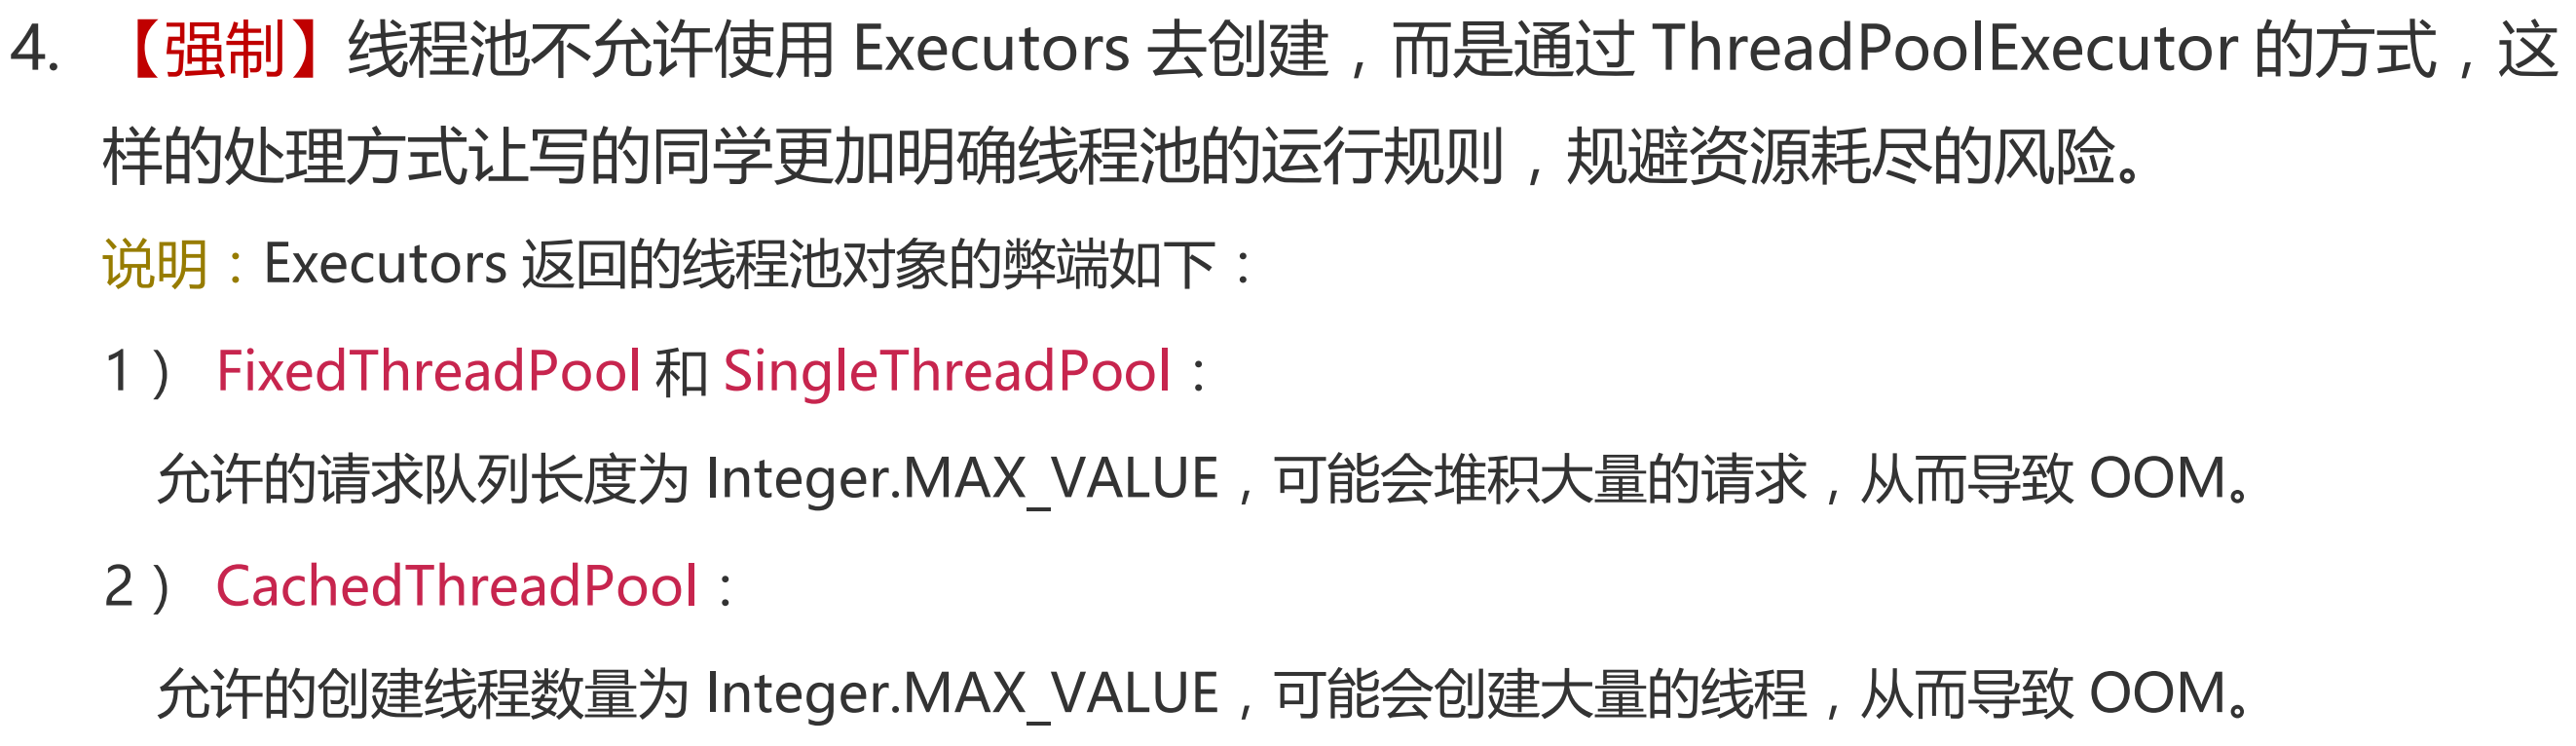 4. 【强制】线程池不允许使用 Executors 去创建，而是通过 ThreadPoolExecutor 的方式，这
样的处理方式让写的同学更加明确线程池的运行规则，规避资源耗尽的风险。
说明：Executors 返回的线程池对象的弊端如下：
1） FixedThreadPool 和 SingleThreadPool：
允许的请求队列长度为 Integer.MAX_VALUE，可能会堆积大量的请求，从而导致 OOM。
2） CachedThreadPool：
允许的创建线程数量为 Integer.MAX_VALUE，可能会创建大量的线程，从而导致 OOM。